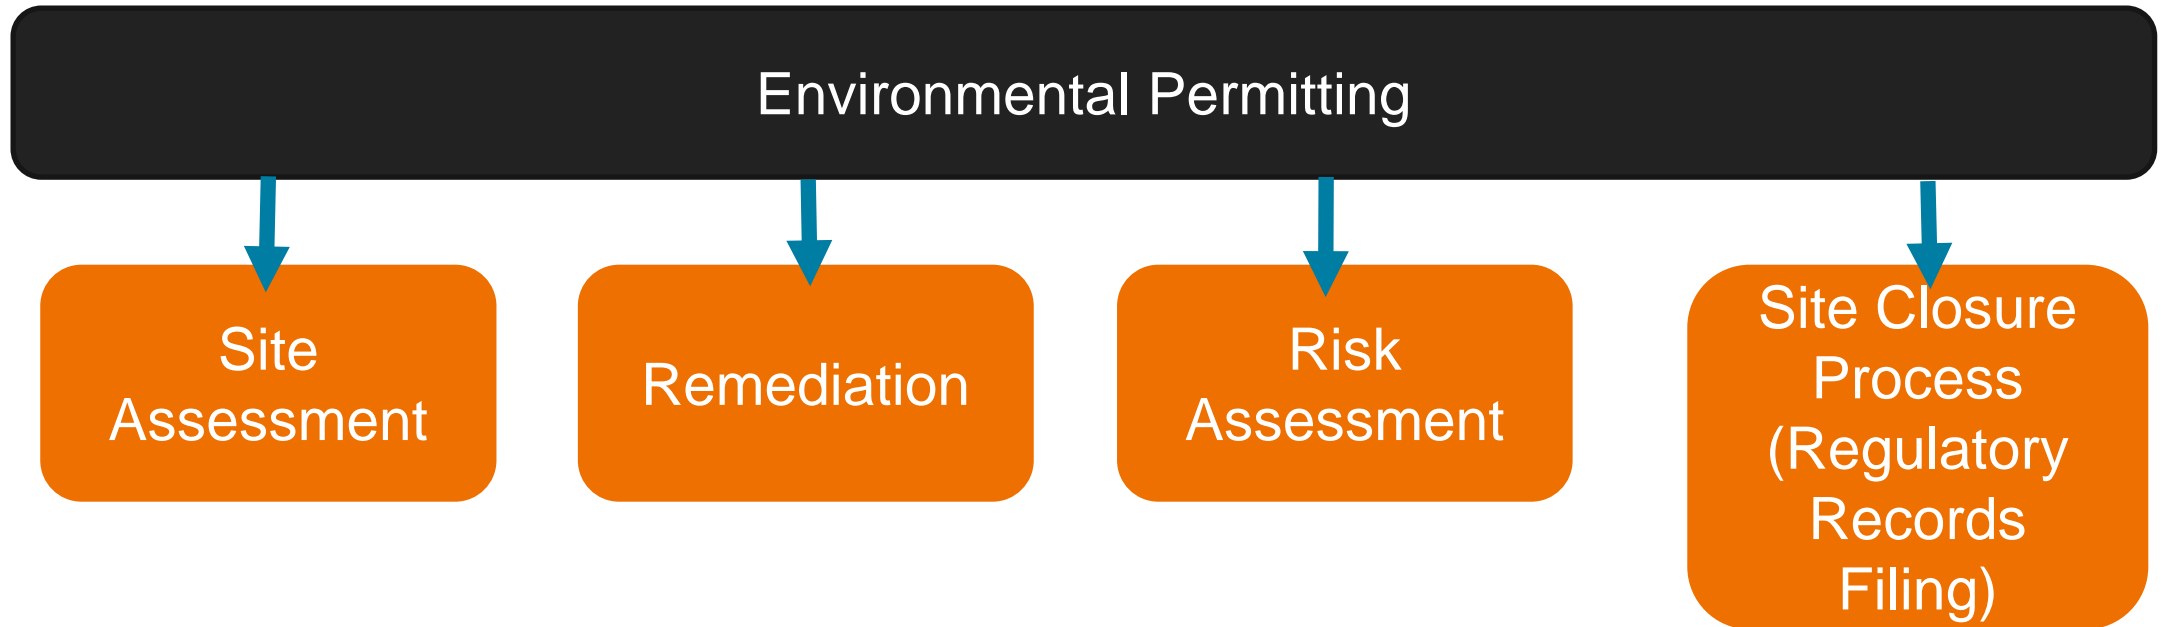 Environmental Permitting
Site
Assessment
Remediation
Risk
Assessment
Site Closure
Process
(Regulatory
Records
Filing)